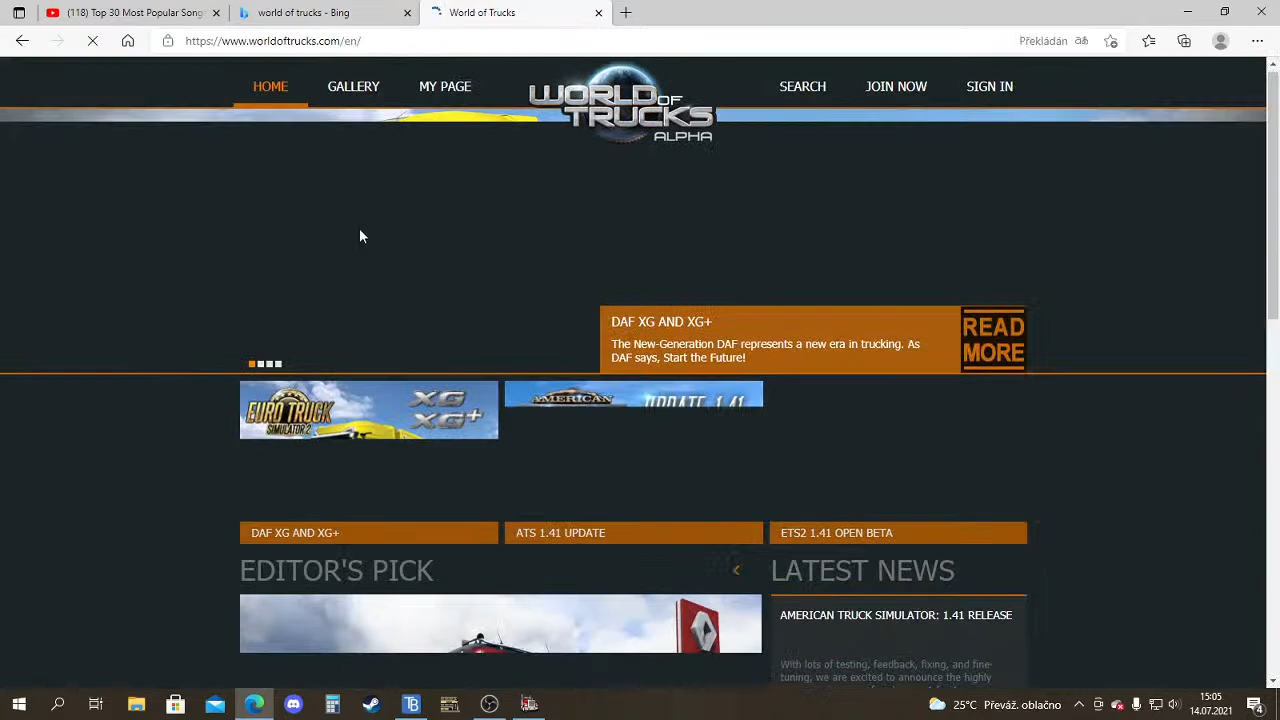 (118) Top 30 Most Popular Song
bilety - Bing
World of Trucks
https://www.worldoftrucks.com/en/
Překládán
HOME
GALLERY
MY PAGE
WORLD OF TRUCKS
ALPHA
SEARCH
JOIN NOW
SIGN IN
DAF XG AND XG+
The New-Generation DAF represents a new era in trucking. As
DAF says, Start the Future!
READ
MORE
EURO TRUCK
SIMULATOR 2
XG
XG+
AMERICAN
UPDATE 1.41
DAF XG AND XG+
ATS 1.41 UPDATE
ETS2 1.41 OPEN BETA
EDITOR'S PICK
LATEST NEWS
AMERICAN TRUCK SIMULATOR: 1.41 RELEASE
With lots of testing, feedback, fixing, and fine-
tuning, we are excited to announce the highly
25°C Převáž. oblačno
15:05
14.07.2021